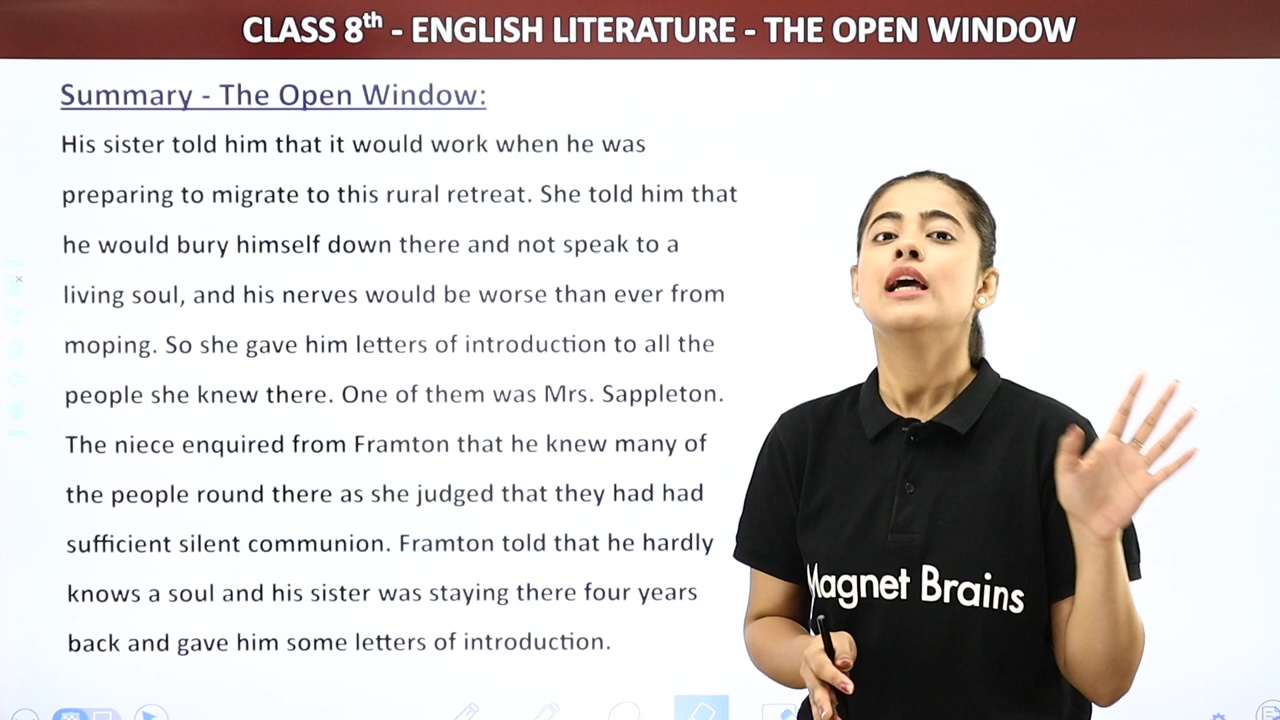 CLASS 8th - ENGLISH LITERATURE - THE OPEN WINDOW
Summary - The Open Window:
His sister told him that it would work when he was
preparing to migrate to this rural retreat. She told him that
he would bury himself down there and not speak to a
living soul, and his nerves would be worse than ever from
moping. So she gave him letters of introduction to all the
people she knew there. One of them was Mrs. Sappleton.
The niece enquired from Framton that he knew many of
the people round there as she judged that they had had
sufficient silent communion. Framton told that he hardly
knows a soul and his sister was staying there four years
back and gave him some letters of introduction.
Magnet Brains